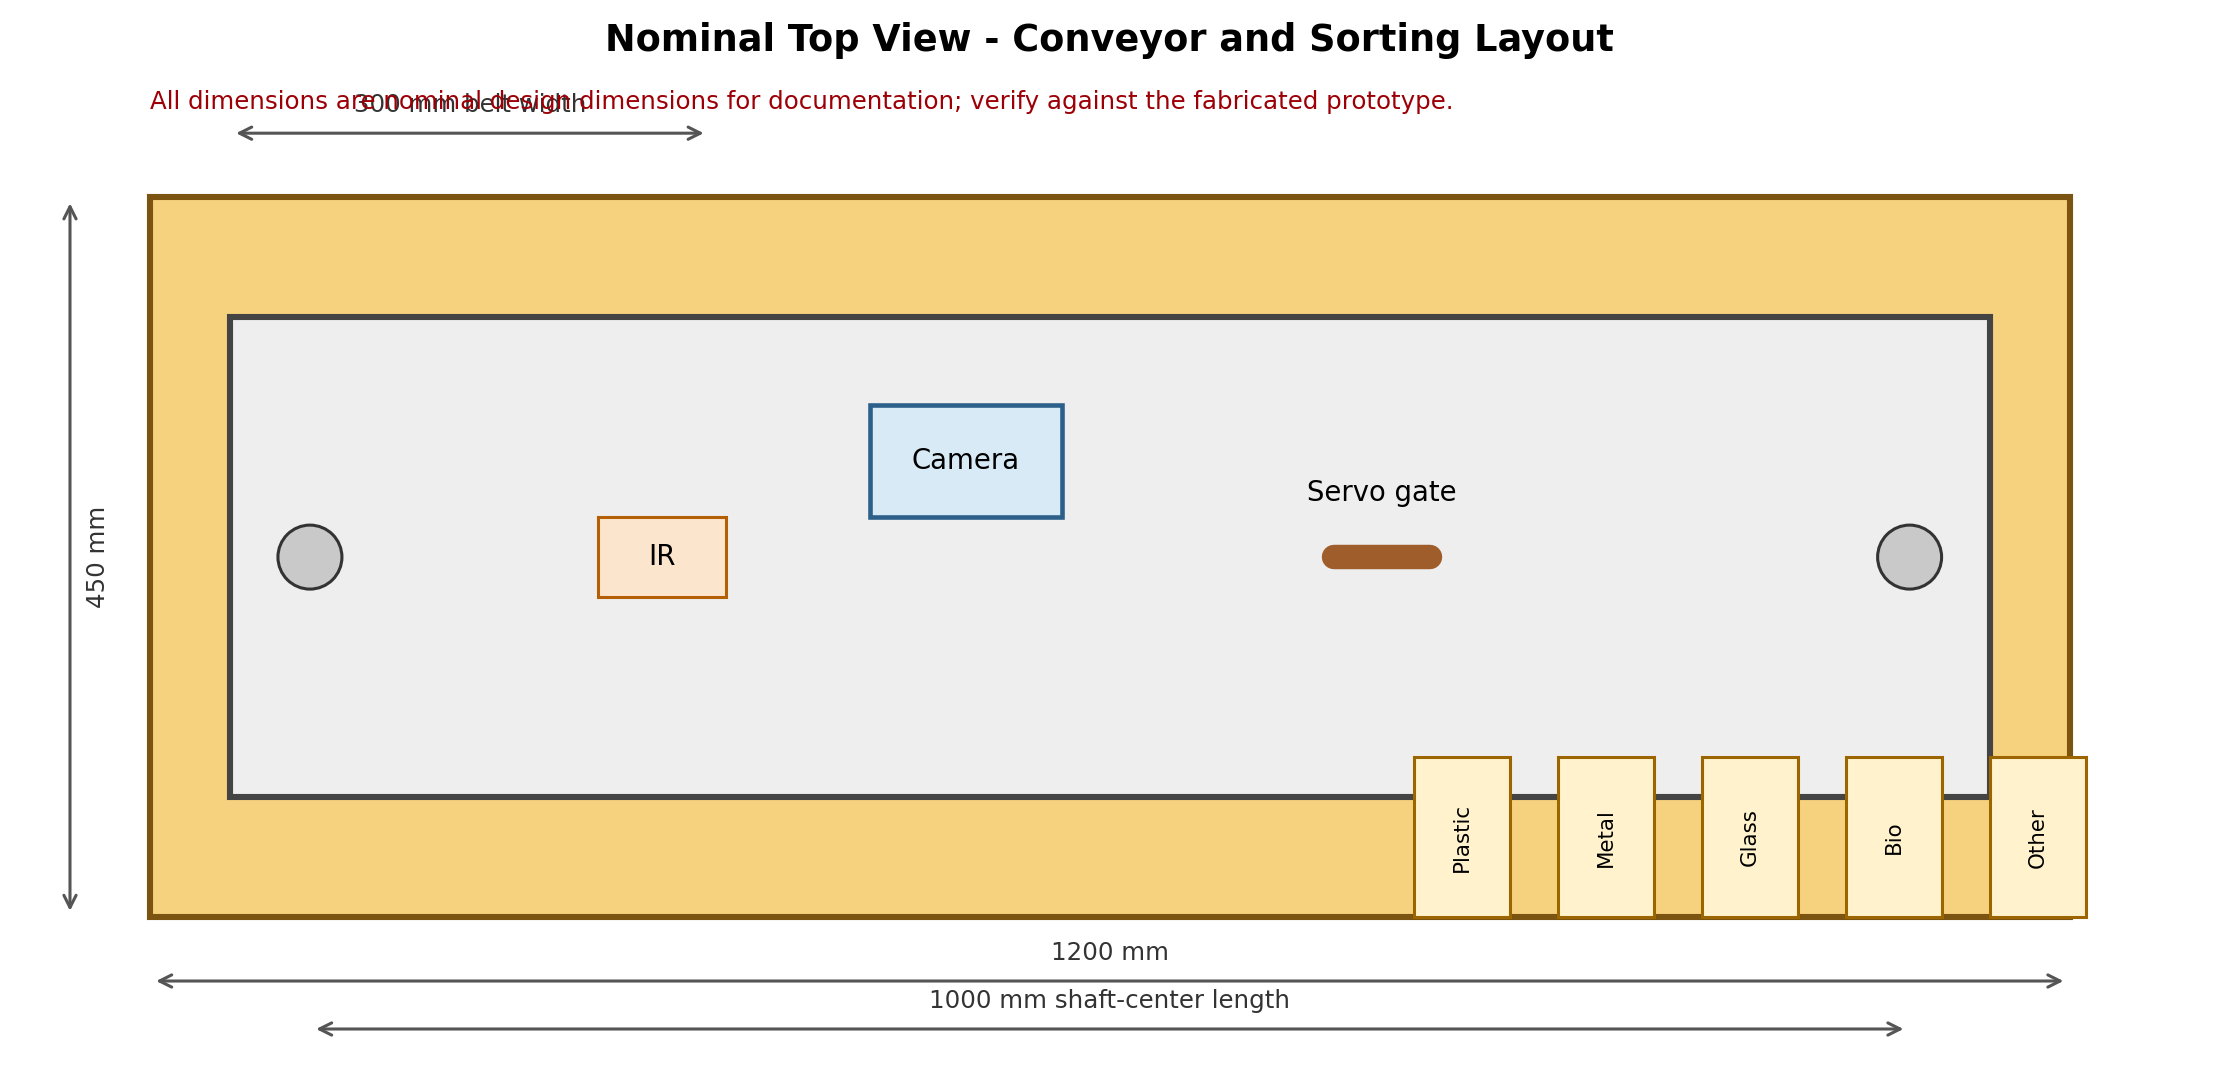 Nominal Top View - Conveyor and Sorting Layout
All dimensions are nominal design dimensions for documentation; verify against the fabricated prototype.
300 mm belt width
Camera
Servo gate
IR
450 mm
Plastic
Metal
Glass
Bio
Other
1200 mm
1000 mm shaft-center length